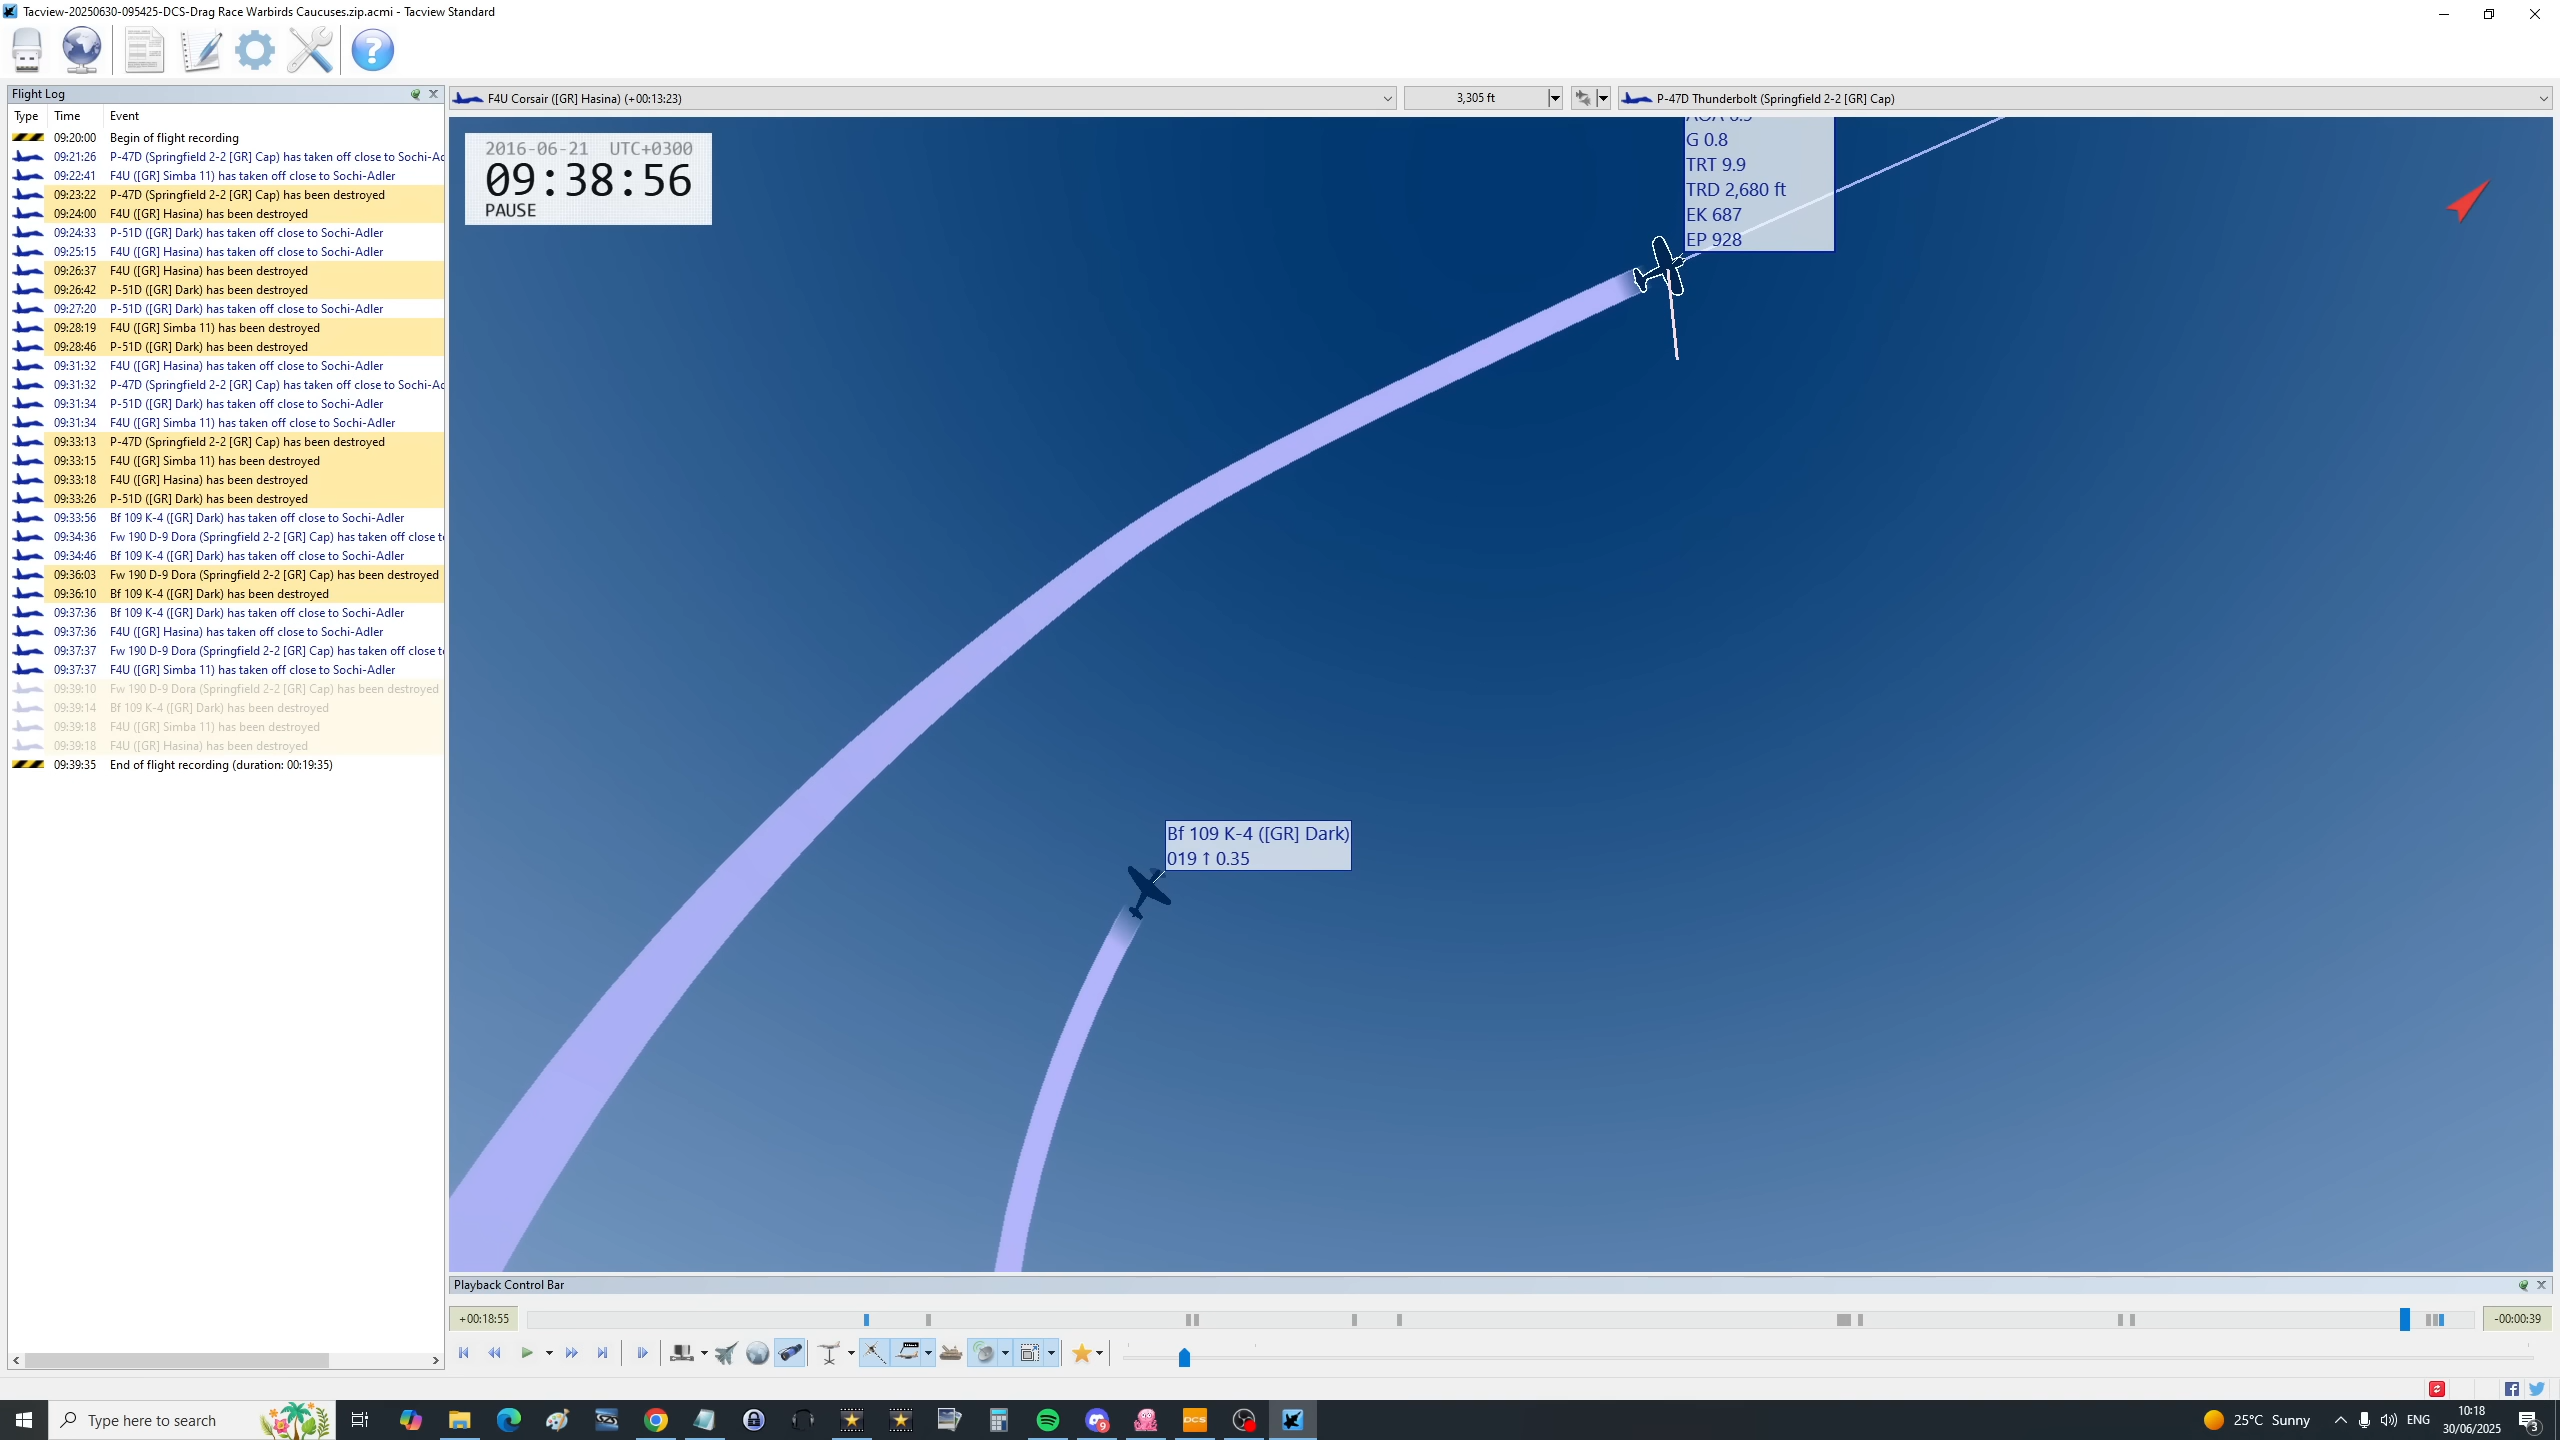 Tacview-20250630-095425-DCS-Drag Race Warbirds Caucuses.zip.acmi - Tacview Standard
Flight Log
Type Time Event
09:20:00 Begin of flight recording
09:21:26 P-47D (Springfield 2-2 [GR] Cap) has taken off close to Sochi-Ad
09:22:41 F4U ([GR] Simba 11) has taken off close to Sochi-Adler
09:23:22 P-47D (Springfield 2-2 [GR] Cap) has been destroyed
09:24:00 F4U ([GR] Hasina) has been destroyed
09:24:33 P-51D ([GR] Dark) has taken off close to Sochi-Adler
09:25:15 F4U ([GR] Hasina) has taken off close to Sochi-Adler
09:26:37 F4U ([GR] Hasina) has been destroyed
09:26:42 P-51D ([GR] Dark) has been destroyed
09:27:20 P-51D ([GR] Dark) has taken off close to Sochi-Adler
09:28:19 F4U ([GR] Simba 11) has been destroyed
09:28:46 P-51D ([GR] Dark) has been destroyed
09:31:32 F4U ([GR] Hasina) has taken off close to Sochi-Adler
09:31:32 P-47D (Springfield 2-2 [GR] Cap) has taken off close to Sochi-Ad
09:31:34 P-51D ([GR] Dark) has taken off close to Sochi-Adler
09:31:34 F4U ([GR] Simba 11) has taken off close to Sochi-Adler
09:33:13 P-47D (Springfield 2-2 [GR] Cap) has been destroyed
09:33:15 F4U ([GR] Simba 11) has been destroyed
09:33:18 F4U ([GR] Hasina) has been destroyed
09:33:26 P-51D ([GR] Dark) has been destroyed
09:33:56 Bf 109 K-4 ([GR] Dark) has taken off close to Sochi-Adler
09:34:36 Fw 190 D-9 Dora (Springfield 2-2 [GR] Cap) has taken off close t
09:34:46 Bf 109 K-4 ([GR] Dark) has taken off close to Sochi-Adler
09:36:03 Fw 190 D-9 Dora (Springfield 2-2 [GR] Cap) has been destroyed
09:36:10 Bf 109 K-4 ([GR] Dark) has been destroyed
09:37:36 Bf 109 K-4 ([GR] Dark) has taken off close to Sochi-Adler
09:37:36 F4U ([GR] Hasina) has taken off close to Sochi-Adler
09:37:37 Fw 190 D-9 Dora (Springfield 2-2 [GR] Cap) has taken off close t
09:37:37 F4U ([GR] Simba 11) has taken off close to Sochi-Adler
09:39:10 Fw 190 D-9 Dora (Springfield 2-2 [GR] Cap) has been destroyed
09:39:14 Bf 109 K-4 ([GR] Dark) has been destroyed
09:39:18 F4U ([GR] Simba 11) has been destroyed
09:39:18 F4U ([GR] Hasina) has been destroyed
09:39:35 End of flight recording (duration: 00:19:35)
F4U Corsair ([GR] Hasina) (+00:13:23)
3,305 ft
P-47D Thunderbolt (Springfield 2-2 [GR] Cap)
2016-06-21 UTC+0300
09:38:56
PAUSE
G 0.8
TRT 9.9
TRD 2,680 ft
EK 687
EP 928
Bf 109 K-4 ([GR] Dark)
019 ↑ 0.35
Playback Control Bar
+00:18:55
-00:00:39
Type here to search
DCS
9
25°C Sunny
ENG
10:18
30/06/2025
3